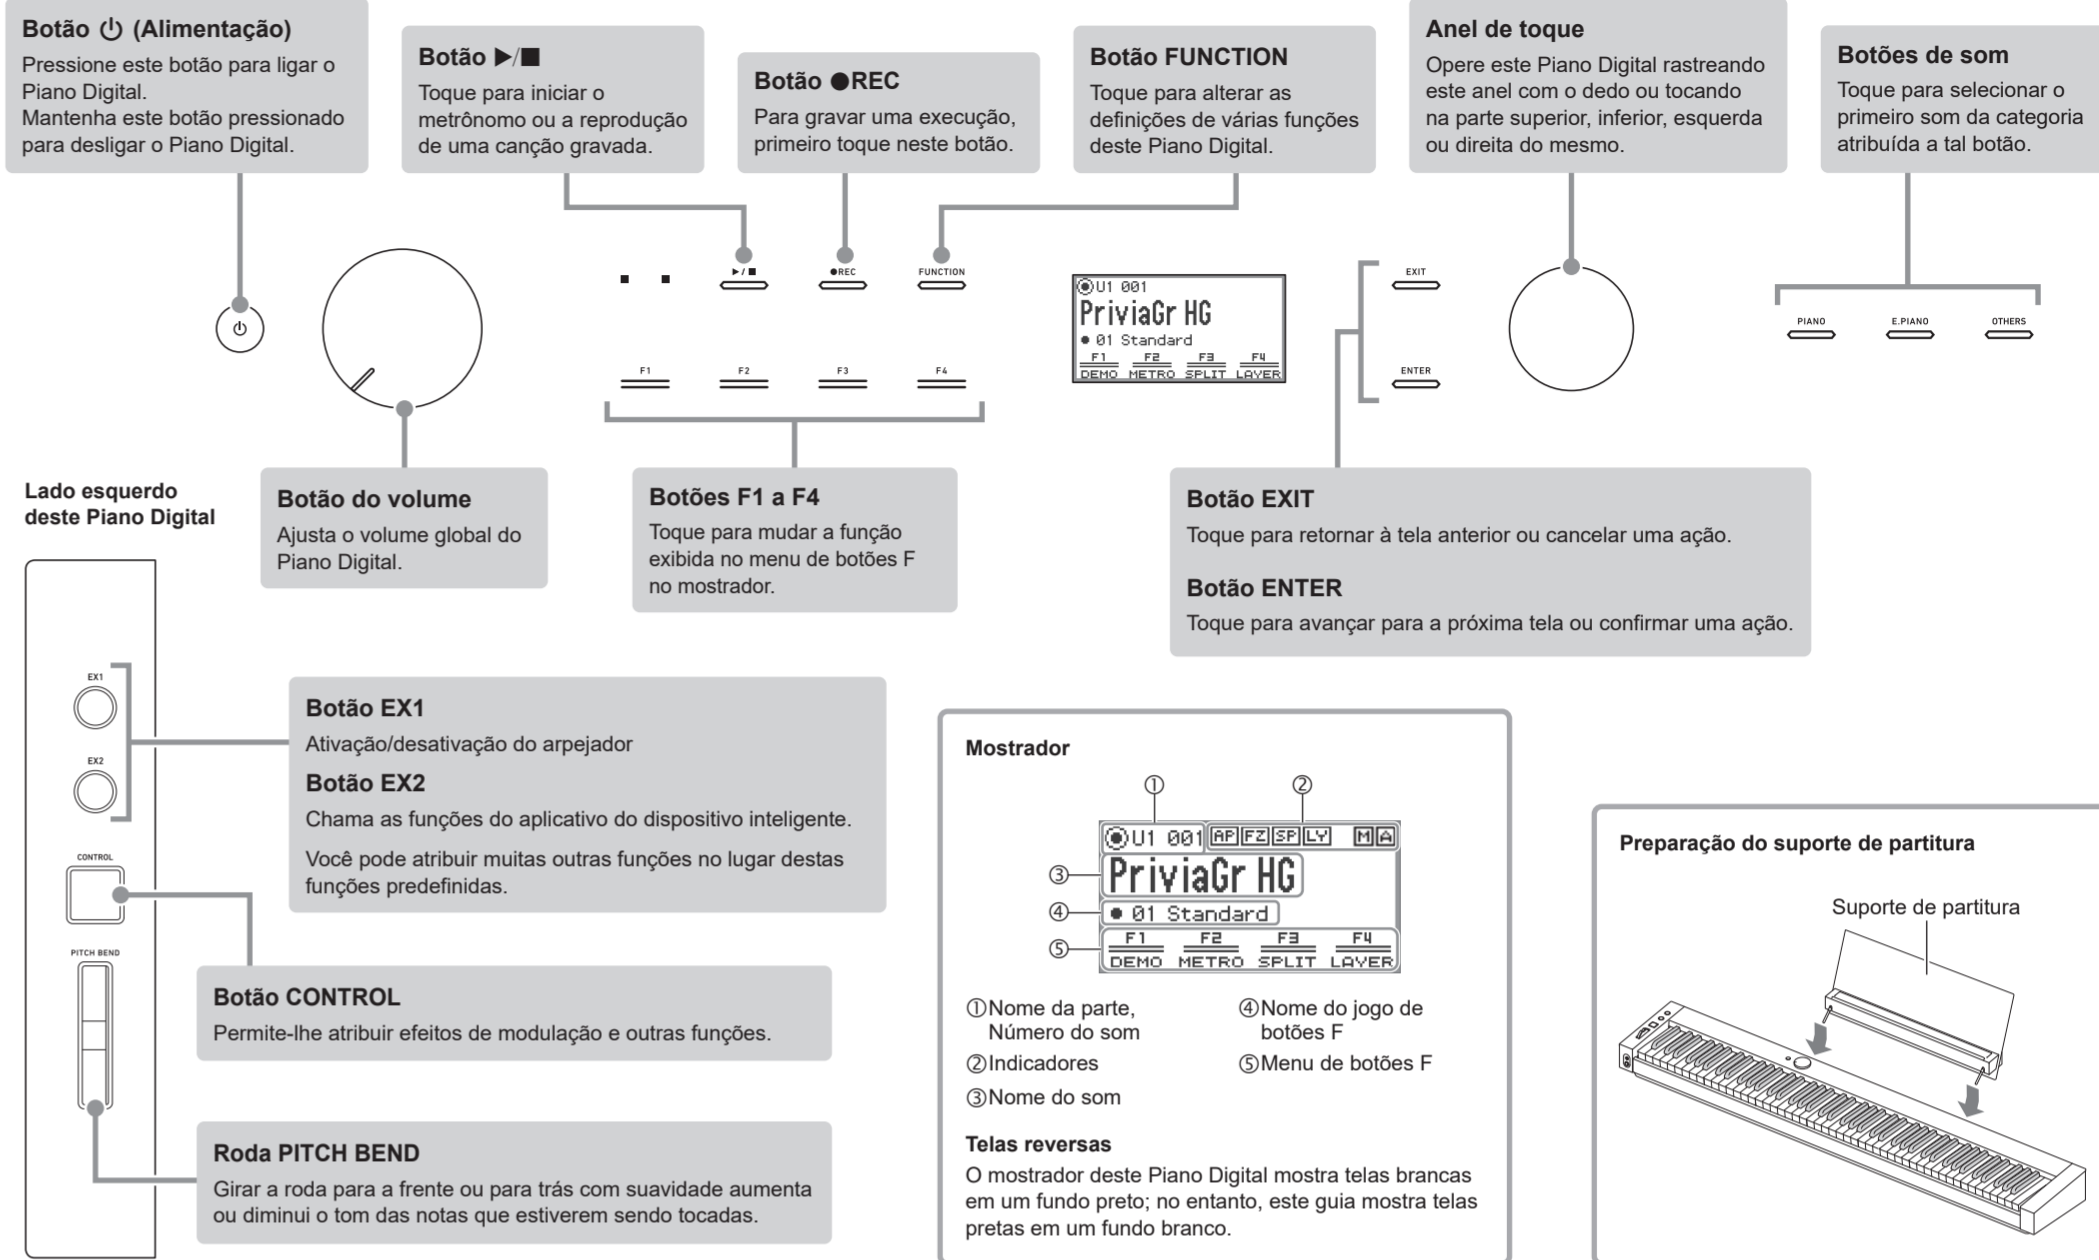 Botão ⏻ (Alimentação)
Pressione este botão para ligar o
Piano Digital.
Mantenha este botão pressionado
para desligar o Piano Digital.
Botão ▶/■
Toque para iniciar o
metrônomo ou a reprodução
de uma canção gravada.
Botão ●REC
Para gravar uma execução,
primeiro toque neste botão.
Botão FUNCTION
Toque para alterar as
definições de várias funções
deste Piano Digital.
Anel de toque
Opere este Piano Digital rastreando
este anel com o dedo ou tocando
na parte superior, inferior, esquerda
ou direita do mesmo.
Botões de som
Toque para selecionar o
primeiro som da categoria
atribuída a tal botão.
▶/■
●REC
FUNCTION
F1
F2
F3
F4
U1 001
PriviaGr HG
● 01 Standard
F1 F2 F3 F4
DEMO METRO SPLIT LAYER
EXIT
ENTER
PIANO
E.PIANO
OTHERS
Lado esquerdo
deste Piano Digital
Botão do volume
Ajusta o volume global do
Piano Digital.
Botões F1 a F4
Toque para mudar a função
exibida no menu de botões F
no mostrador.
Botão EXIT
Toque para retornar à tela anterior ou cancelar uma ação.
Botão ENTER
Toque para avançar para a próxima tela ou confirmar uma ação.
EX1
EX2
CONTROL
PITCH BEND
Botão EX1
Ativação/desativação do arpejador
Botão EX2
Chama as funções do aplicativo do dispositivo inteligente.
Você pode atribuir muitas outras funções no lugar destas
funções predefinidas.
Botão CONTROL
Permite-lhe atribuir efeitos de modulação e outras funções.
Roda PITCH BEND
Girar a roda para a frente ou para trás com suavidade aumenta
ou diminui o tom das notas que estiverem sendo tocadas.
Mostrador
① ②
U1 001 AP FZ SP LY M A
③ PriviaGr HG
④ ● 01 Standard
⑤ F1 F2 F3 F4
DEMO METRO SPLIT LAYER
①Nome da parte,
Número do som
②Indicadores
③Nome do som
④Nome do jogo de
botões F
⑤Menu de botões F
Telas reversas
O mostrador deste Piano Digital mostra telas brancas
em um fundo preto; no entanto, este guia mostra telas
pretas em um fundo branco.
Preparação do suporte de partitura
Suporte de partitura